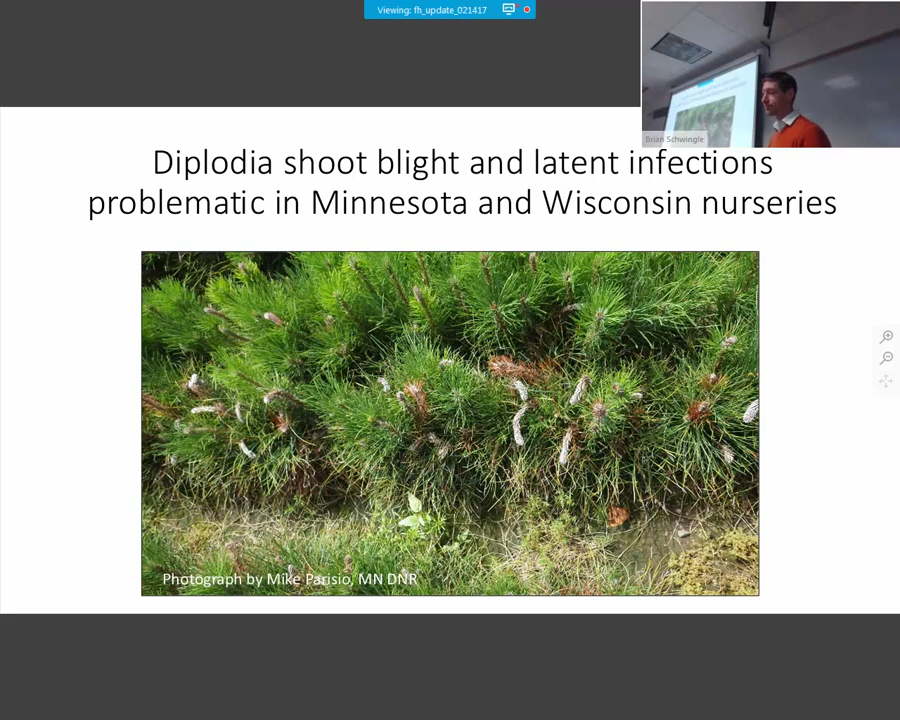 Viewing: fh_update_021417
Brian Schwingle
Diplodia shoot blight and latent infections
problematic in Minnesota and Wisconsin nurseries
Photograph by Mike Parisio, MN DNR